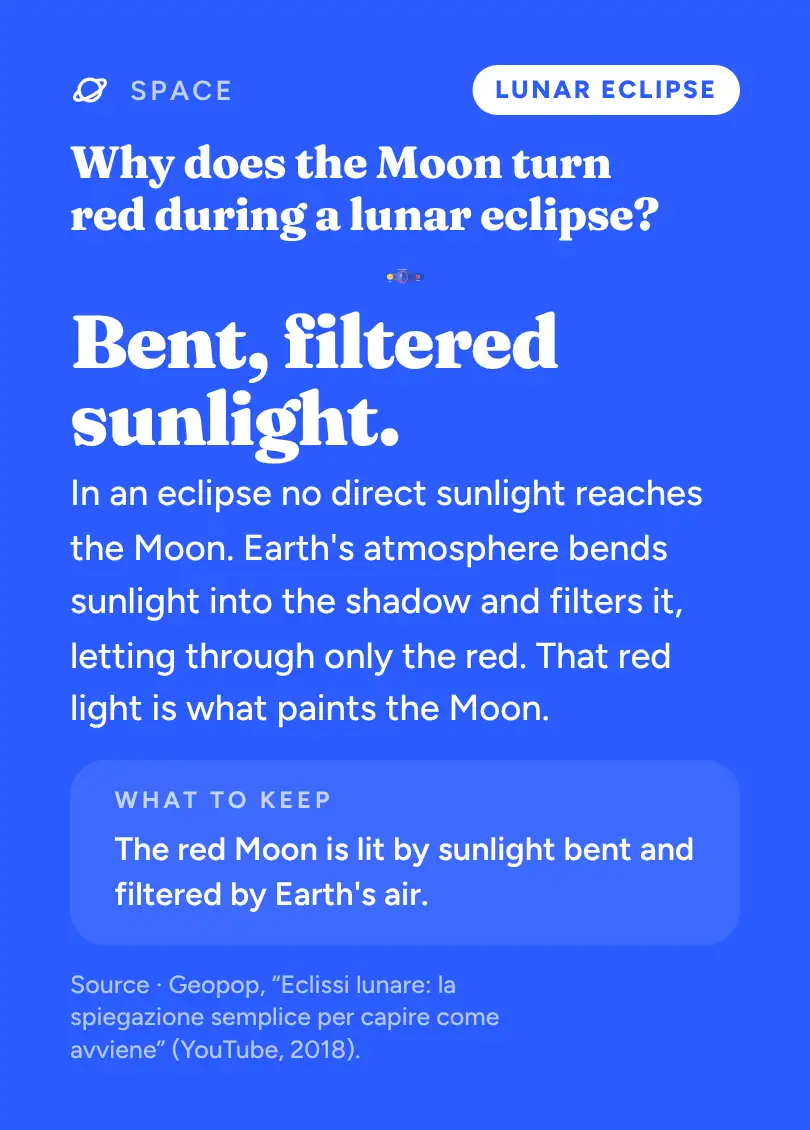 SPACE
LUNAR ECLIPSE
Why does the Moon turn
red during a lunar eclipse?
Bent, filtered
sunlight.
In an eclipse no direct sunlight reaches
the Moon. Earth's atmosphere bends
sunlight into the shadow and filters it,
letting through only the red. That red
light is what paints the Moon.
WHAT TO KEEP
The red Moon is lit by sunlight bent and
filtered by Earth's air.
Source · Geopop, “Eclissi lunare: la
spiegazione semplice per capire come
avviene” (YouTube, 2018).